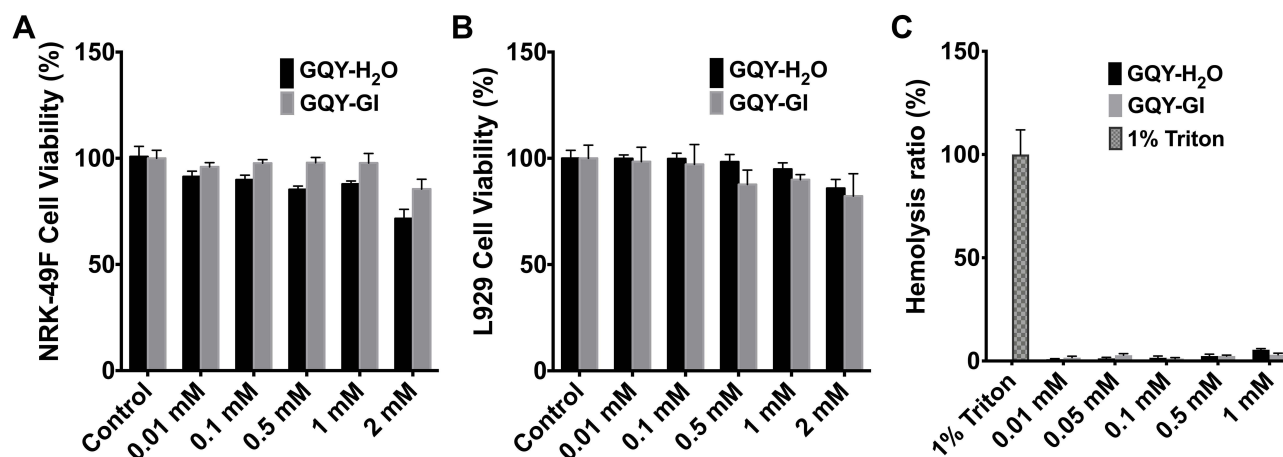 A
NRK-49F Cell Viability (%)
150
100
50
0
GQY-H₂O
GQY-GI
Control
0.01 mM
0.1 mM
0.5 mM
1 mM
2 mM
B
L929 Cell Viability (%)
150
100
50
0
GQY-H₂O
GQY-GI
Control
0.01 mM
0.1 mM
0.5 mM
1 mM
2 mM
C
Hemolysis ratio (%)
150
100
50
0
GQY-H₂O
GQY-GI
1% Triton
1% Triton
0.01 mM
0.05 mM
0.1 mM
0.5 mM
1 mM